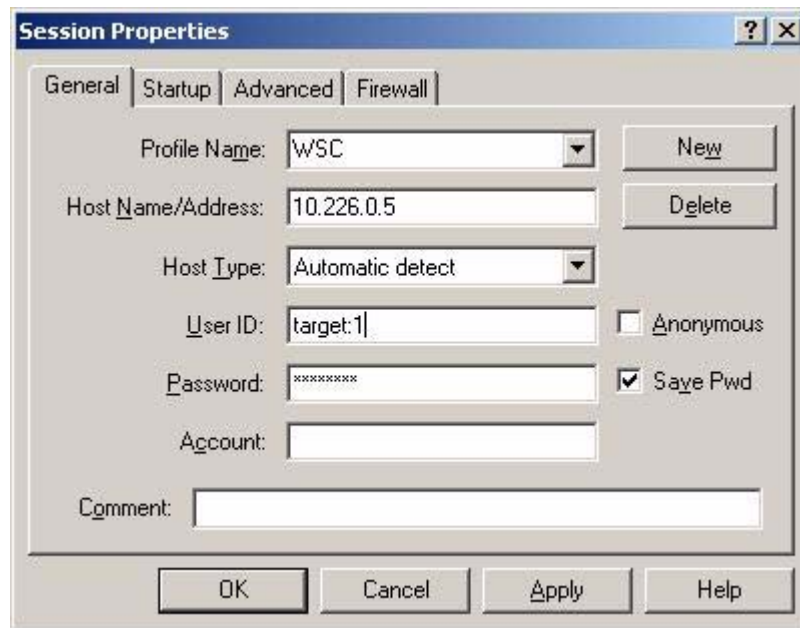 Session Properties
General Startup Advanced Firewall
Profile Name: WSC New
Host Name/Address: 10.226.0.5 Delete
Host Type: Automatic detect
User ID: target:1 Anonymous
Password: ******** Save Pwd
Account:
Comment:
OK Cancel Apply Help